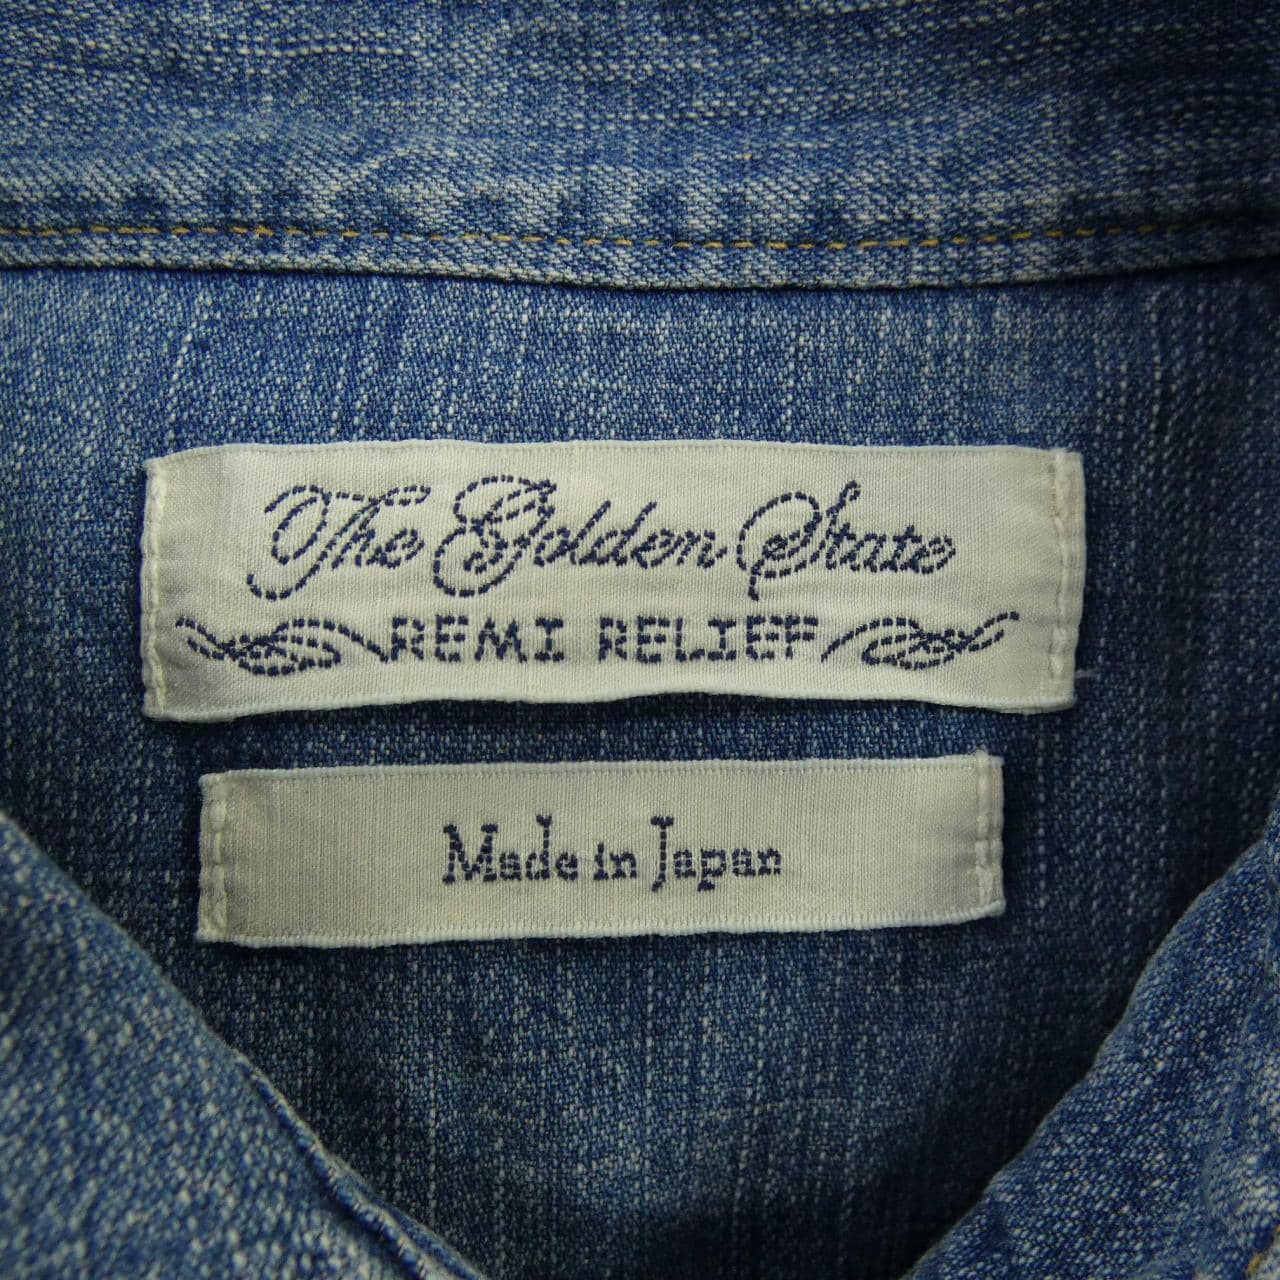 The Golden State
REMI RELIEF
Made in Japan